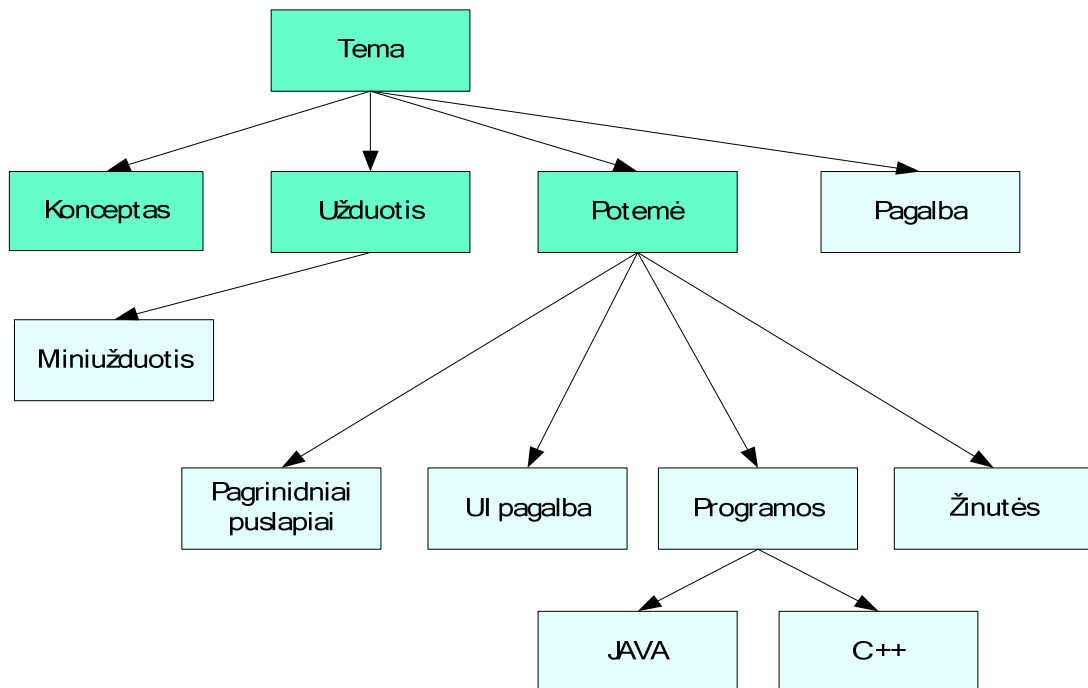 Tema
Konceptas
Užduotis
Potemė
Pagalba
Miniužduotis
Pagrinidniai
puslapiai
UI pagalba
Programos
Žinutės
JAVA
C++